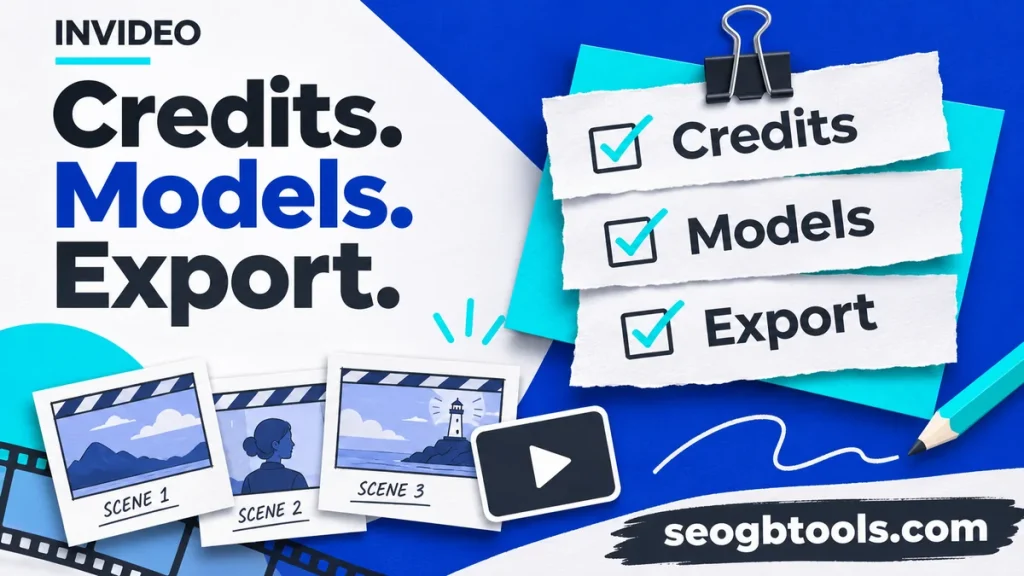 INVIDEO
Credits.
Models.
Export.
Credits
Models
Export
SCENE 1
SCENE 2
SCENE 3
seogbtools.com